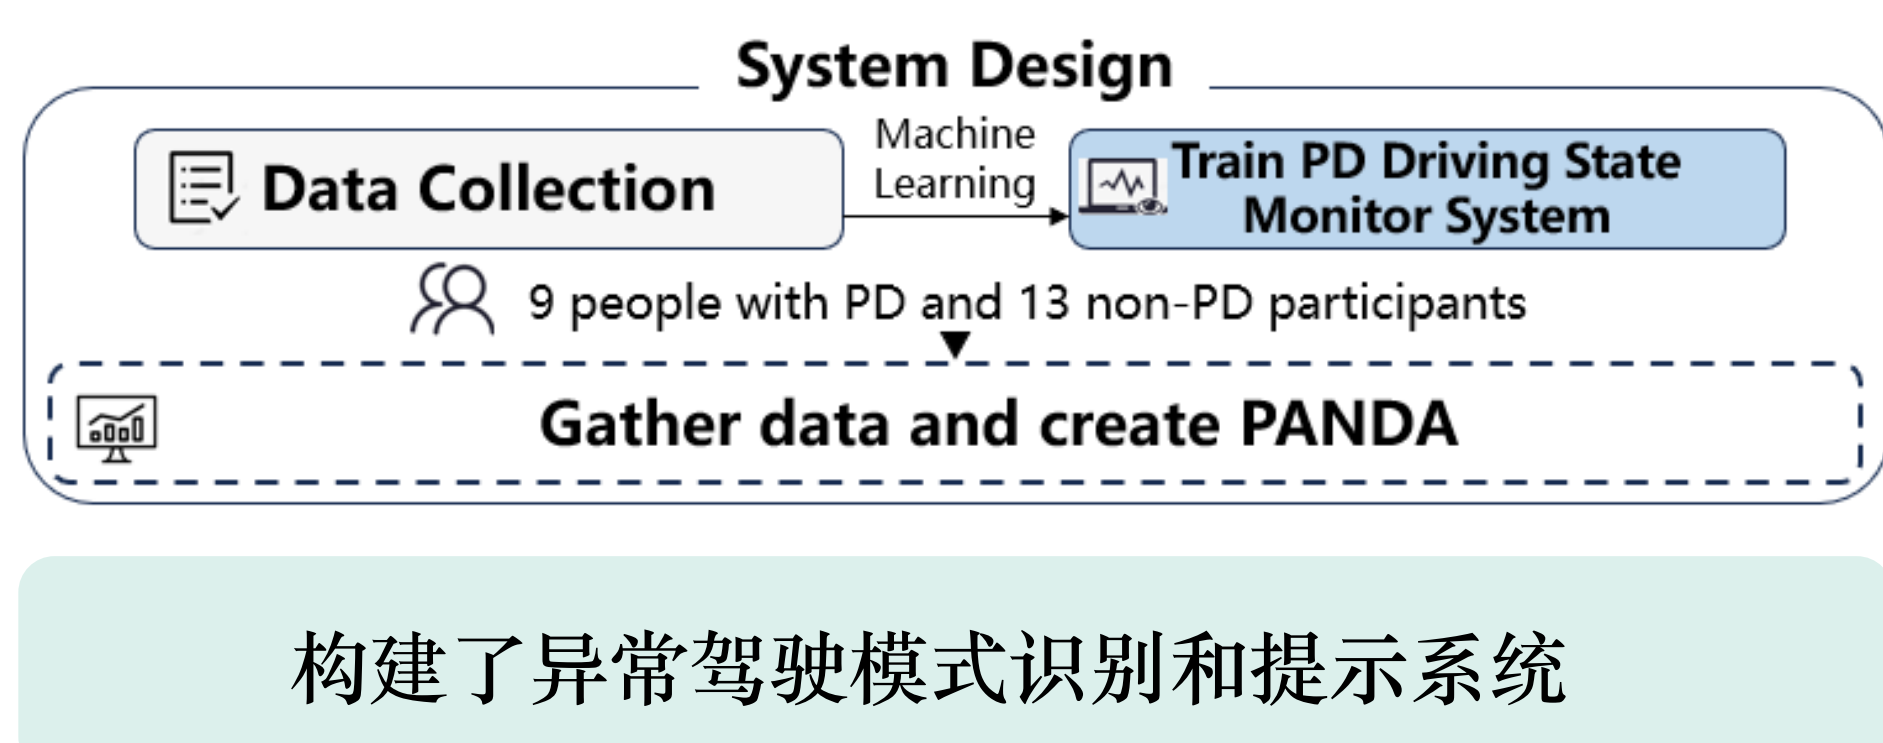 System Design
Data Collection
Machine
Learning
Train PD Driving State
Monitor System
9 people with PD and 13 non-PD participants
Gather data and create PANDA
构建了异常驾驶模式识别和提示系统